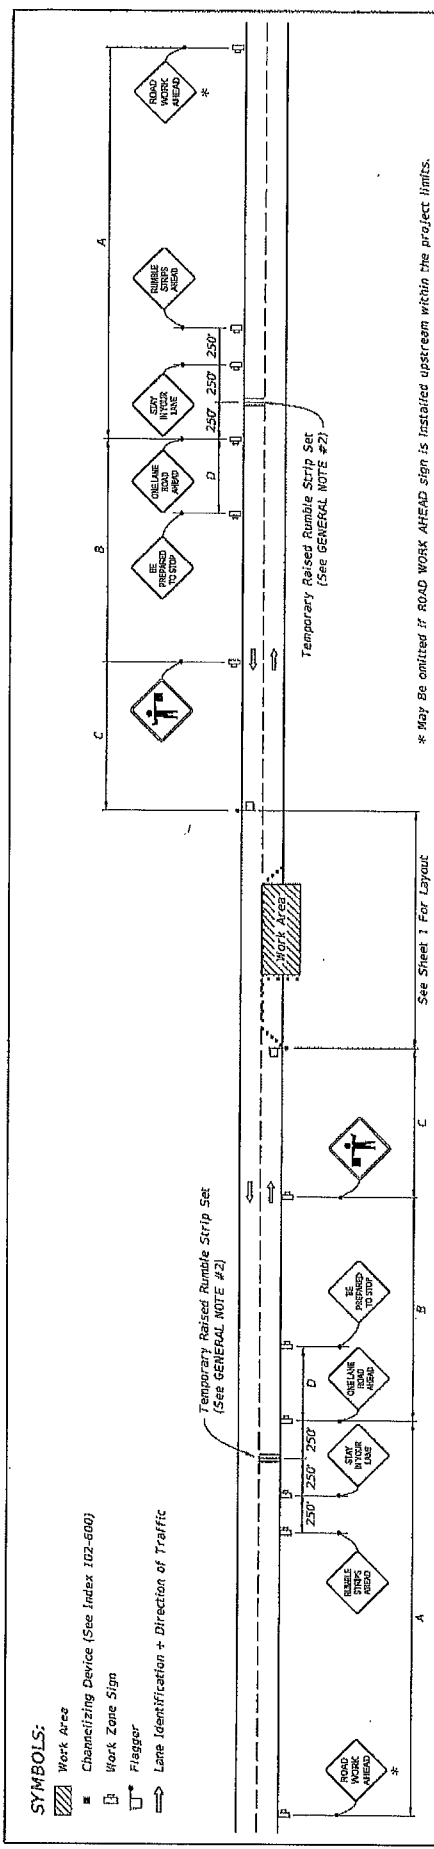 SYMBOLS:
Work Area
Channelizing Device (See Index 102-600)
Work Zone Sign
Flagger
Lane Identification + Direction of Traffic
ROAD
WORK
AHEAD
*
RUMBLE
STRIPS
AHEAD
STAY
IN YOUR
LANE
ONE LANE
ROAD
AHEAD
BE
PREPARED
TO STOP
250'
250'
250'
D
A
B
C
Temporary Raised Rumble Strip Set
(See GENERAL NOTE #2)
Work Area
See Sheet 1 For Layout
C
B
A
D
250'
250'
250'
BE
PREPARED
TO STOP
ONE LANE
ROAD
AHEAD
STAY
IN YOUR
LANE
RUMBLE
STRIPS
AHEAD
ROAD
WORK
AHEAD
*
Temporary Raised Rumble Strip Set
(See GENERAL NOTE #2)
* May Be omitted if ROAD WORK AHEAD sign is installed upstream within the project limits.